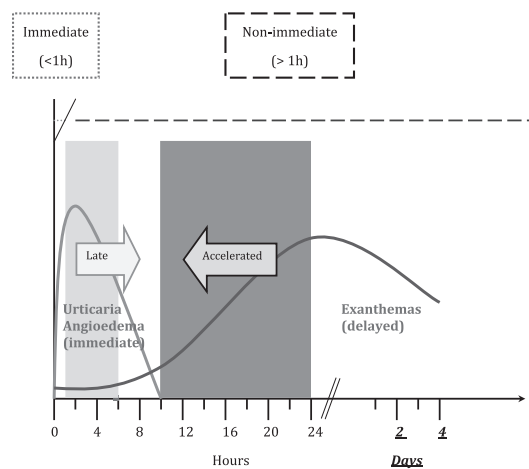 Immediate
(<1h)
Non-immediate
(> 1h)
Late
Accelerated
Urticaria
Angioedema
(immediate)
Exanthemas
(delayed)
0 4 8 12 16 20 24 2 4
Hours
Days